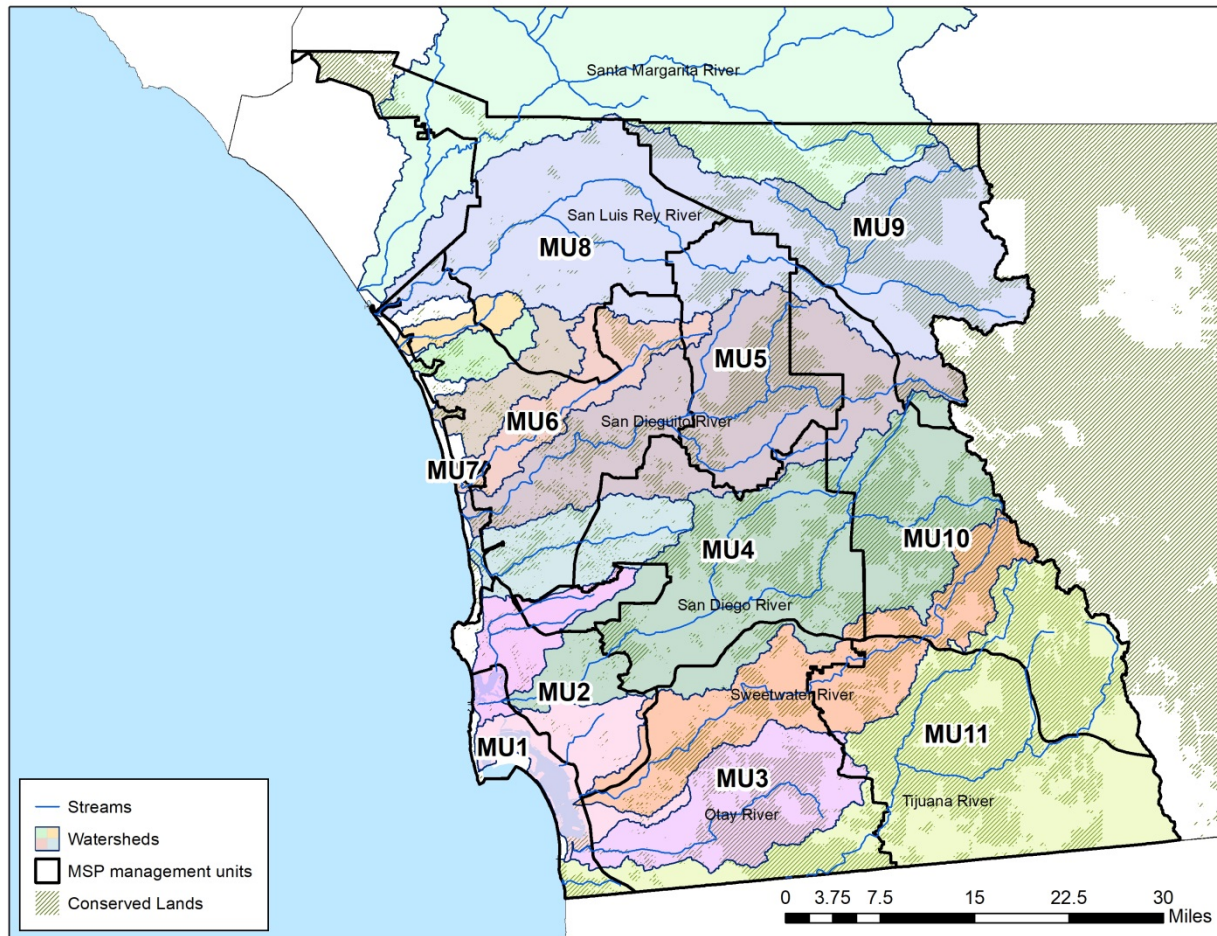 Santa Margarita River
San Luis Rey River
MU9
MU8
MU5
MU6
San Dieguito River
MU7
MU4
MU10
San Diego River
MU2
Sweetwater River
MU11
MU1
MU3
Tijuana River
Otay River
Streams
Watersheds
MSP management units
Conserved Lands
0 3.75 7.5 15 22.5 30
Miles